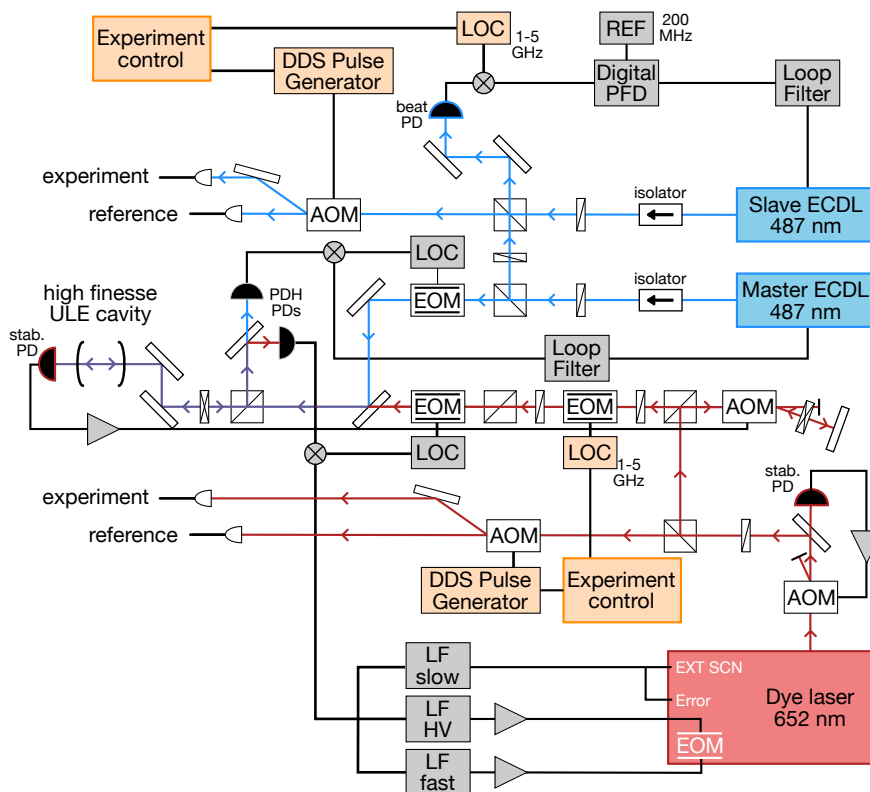 Experiment
control
LOC
1-5
GHz
REF
200
MHz
DDS Pulse
Generator
Digital
PFD
Loop
Filter
beat
PD
experiment
reference
AOM
isolator
Slave ECDL
487 nm
LOC
high finesse
ULE cavity
PDH
PDs
EOM
isolator
Master ECDL
487 nm
stab.
PD
Loop
Filter
EOM
EOM
AOM
LOC
LOC
1-5
GHz
stab.
PD
experiment
reference
AOM
DDS Pulse
Generator
Experiment
control
AOM
LF
slow
EXT SCN
Error
Dye laser
652 nm
LF
HV
EOM
LF
fast